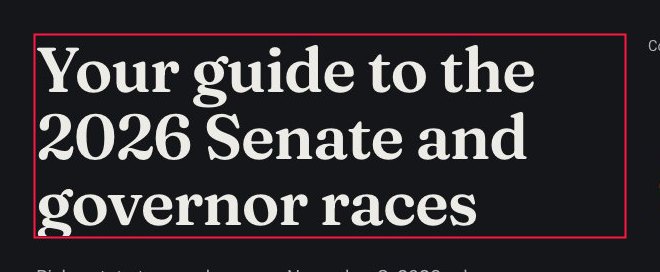 Your guide to the
2026 Senate and
governor races